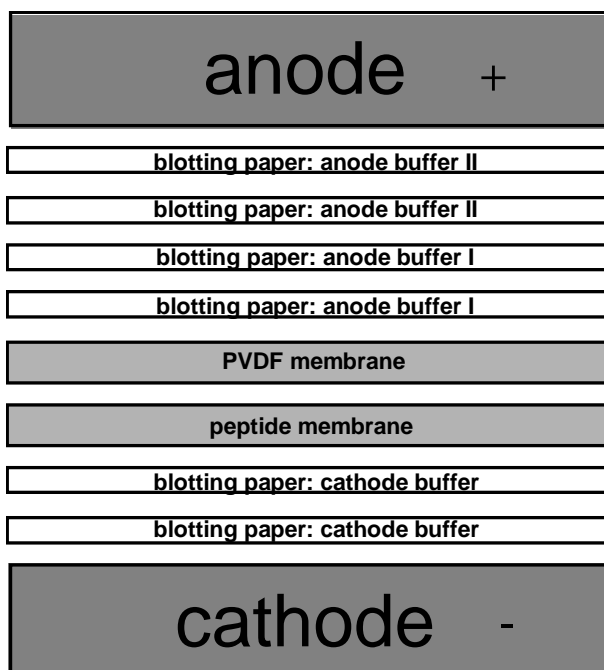 anode +
blotting paper: anode buffer II
blotting paper: anode buffer II
blotting paper: anode buffer I
blotting paper: anode buffer I
PVDF membrane
peptide membrane
blotting paper: cathode buffer
blotting paper: cathode buffer
cathode -